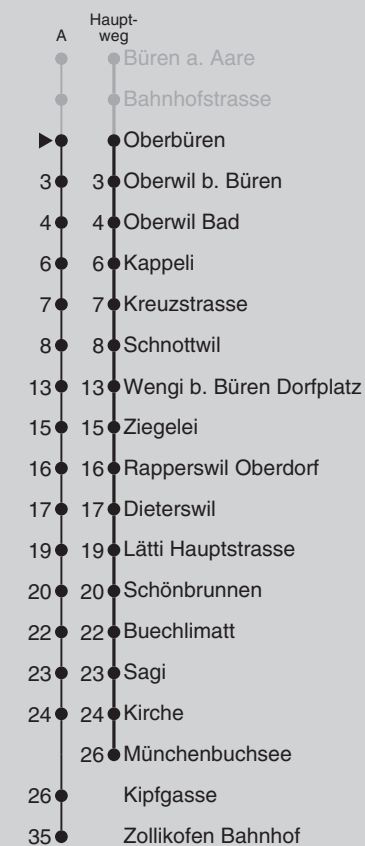 A Haupt-
weg
Büren a. Aare
Bahnhofstrasse
Oberbüren
3 3 Oberwil b. Büren
4 4 Oberwil Bad
6 6 Kappeli
7 7 Kreuzstrasse
8 8 Schnottwil
13 13 Wengi b. Büren Dorfplatz
15 15 Ziegelei
16 16 Rapperswil Oberdorf
17 17 Dieterswil
19 19 Lätti Hauptstrasse
20 20 Schönbrunnen
22 22 Buechlimatt
23 23 Sagi
24 24 Kirche
26 Münchenbuchsee
26 Kipfgasse
35 Zollikofen Bahnhof